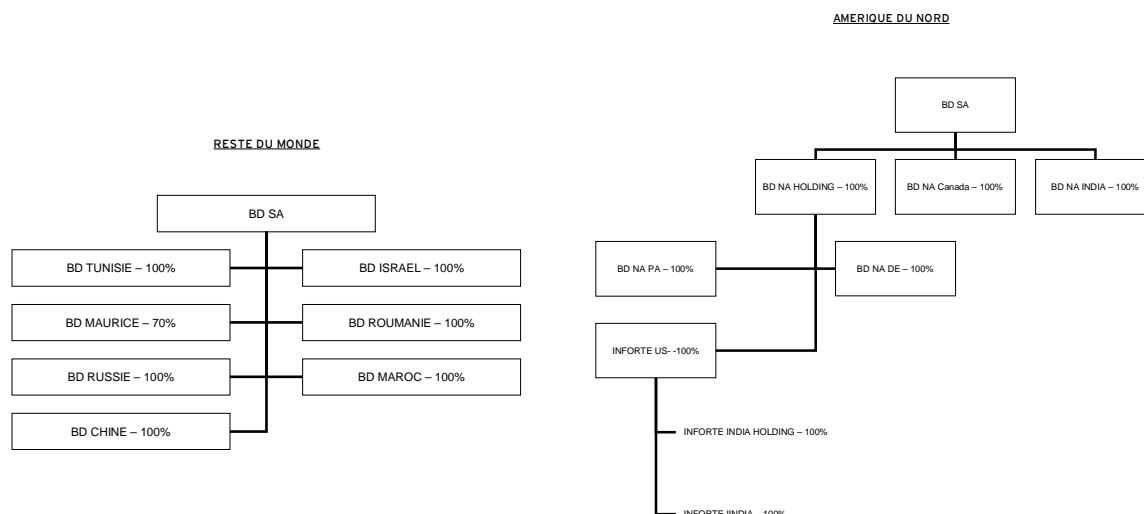 AMERIQUE DU NORD
BD SA
BD NA HOLDING – 100%
BD NA Canada – 100%
BD NA INDIA – 100%
BD NA PA – 100%
BD NA DE – 100%
INFORTE US- -100%
INFORTE INDIA HOLDING – 100%
INFORTE IINDIA – 100%
RESTE DU MONDE
BD SA
BD TUNISIE – 100%
BD ISRAEL – 100%
BD MAURICE – 70%
BD ROUMANIE – 100%
BD RUSSIE – 100%
BD MAROC – 100%
BD CHINE – 100%